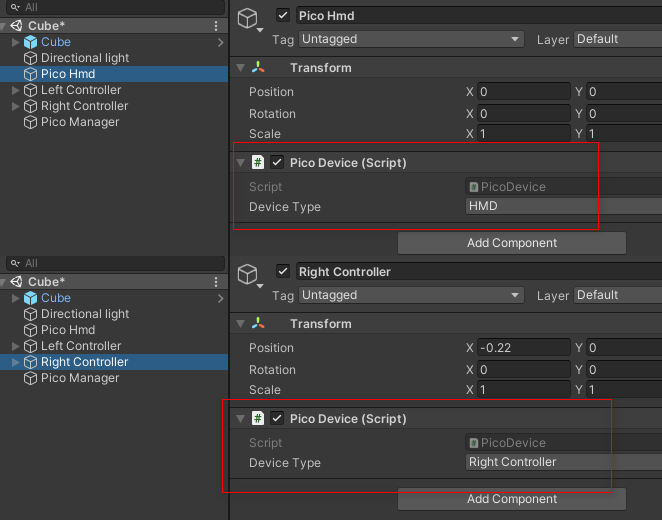 All
Cube*
Cube
Directional light
Pico Hmd
Left Controller
Right Controller
Pico Manager
Pico Hmd
Tag Untagged Layer Default
Transform
Position X 0 Y 0
Rotation X 0 Y 0
Scale X 1 Y 1
# Pico Device (Script)
Script # PicoDevice
Device Type HMD
Add Component
All
Cube*
Cube
Directional light
Pico Hmd
Left Controller
Right Controller
Pico Manager
Right Controller
Tag Untagged Layer Default
Transform
Position X -0.22 Y 0
Rotation X 0 Y 0
Scale X 1 Y 1
# Pico Device (Script)
Script # PicoDevice
Device Type Right Controller
Add Component